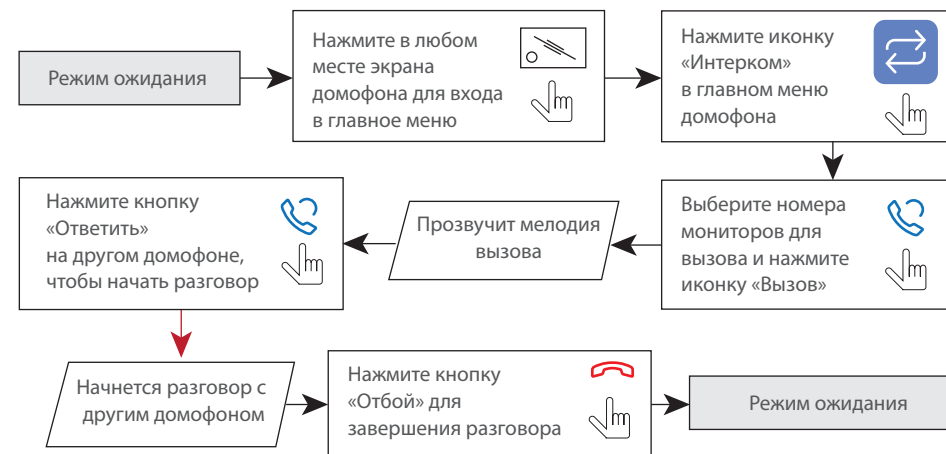 Режим ожидания
Нажмите в любом
месте экрана
домофона для входа
в главное меню
Нажмите иконку
«Интерком»
в главном меню
домофона
Выберите номера
мониторов для
вызова и нажмите
иконку «Вызов»
Прозвучит мелодия
вызова
Нажмите кнопку
«Ответить»
на другом домофоне,
чтобы начать разговор
Начнется разговор с
другим домофоном
Нажмите кнопку
«Отбой» для
завершения разговора
Режим ожидания